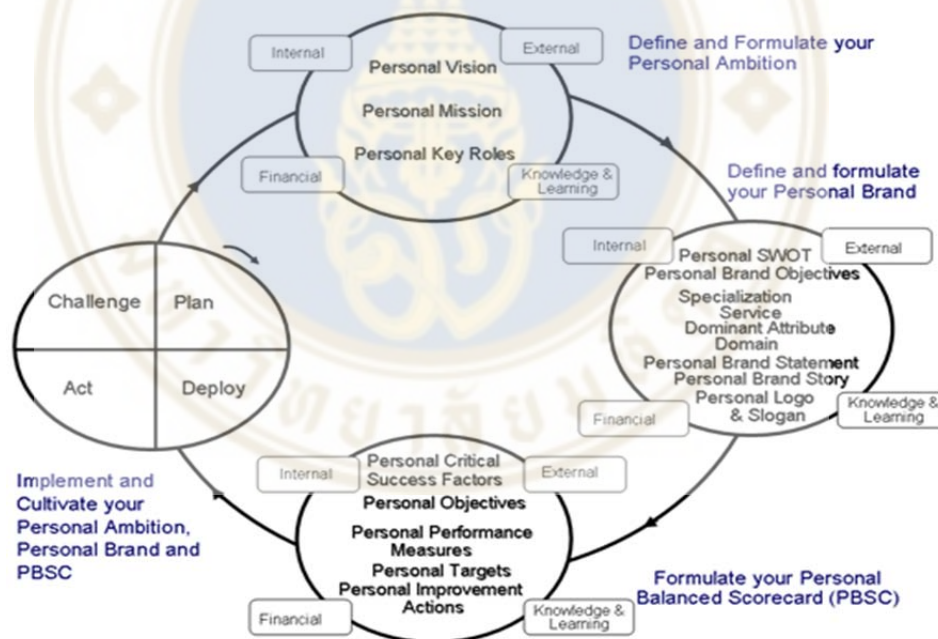 Internal
External
Personal Vision
Personal Mission
Personal Key Roles
Financial
Knowledge &
Learning
Define and Formulate your
Personal Ambition
Define and formulate
your Personal Brand
Internal
External
Personal SWOT
Personal Brand Objectives
Specialization
Service
Dominant Attribute
Domain
Personal Brand Statement
Personal Brand Story
Personal Logo
& Slogan
Financial
Knowledge &
Learning
Challenge
Plan
Act
Deploy
Internal
External
Personal Critical
Success Factors
Personal Objectives
Personal Performance
Measures
Personal Targets
Personal Improvement
Actions
Financial
Knowledge &
Learning
Implement and
Cultivate your
Personal Ambition,
Personal Brand and
PBSC
Formulate your Personal
Balanced Scorecard (PBSC)